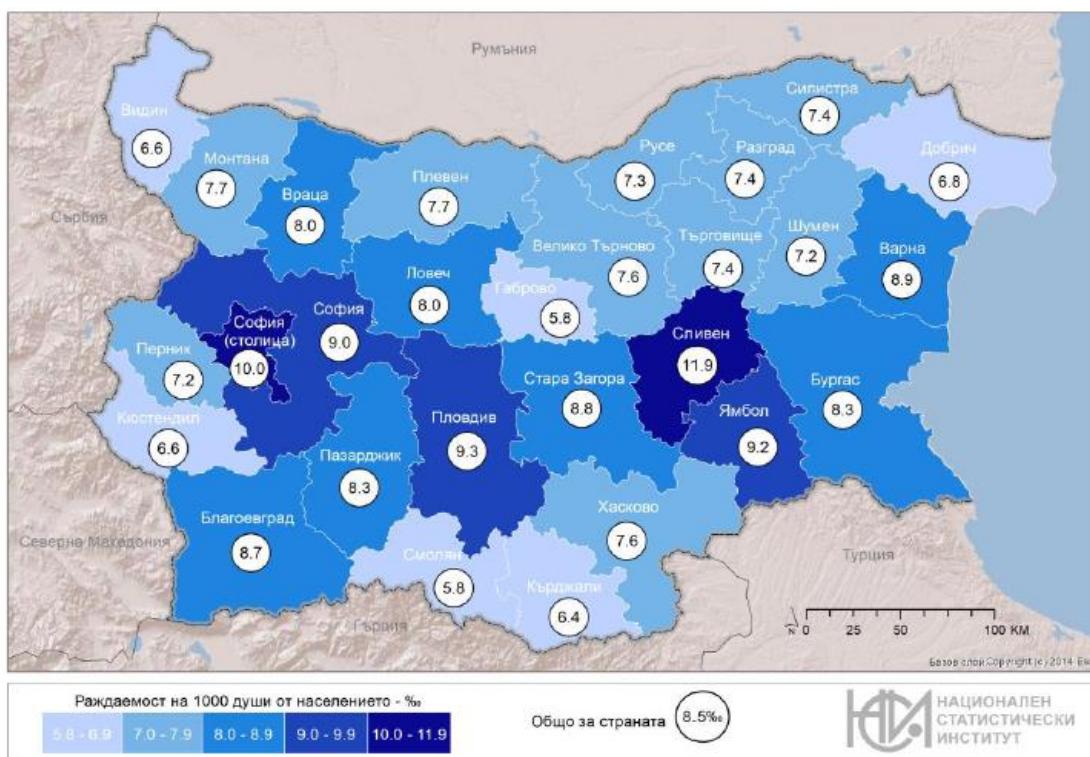 Румъния
Силистра
7.4
Видин
6.6
Русе
7.3
Разград
7.4
Добрич
6.8
Монтана
7.7
Плевен
7.7
Враца
8.0
Сърбия
Шумен
7.2
Велико Търново
7.6
Търговище
7.4
Варна
8.9
Ловеч
8.0
Габрово
5.8
София
(столица)
10.0
София
9.0
Сливен
11.9
Перник
7.2
Стара Загора
8.8
Бургас
8.3
Кюстендил
6.6
Пловдив
9.3
Ямбол
9.2
Пазарджик
8.3
Хасково
7.6
Благоевград
8.7
Северна Македония
Турция
Смолян
5.8
Кърджали
6.4
Гърция
N 0 25 50 100 КМ
Базов слой Copyright (c) 2014
Раждаемост на 1000 души от населението - ‰
5.8 - 6.9 7.0 - 7.9 8.0 - 8.9 9.0 - 9.9 10.0 - 11.9
Общо за страната 8.5‰
НСИ
НАЦИОНАЛЕН
СТАТИСТИЧЕСКИ
ИНСТИТУТ